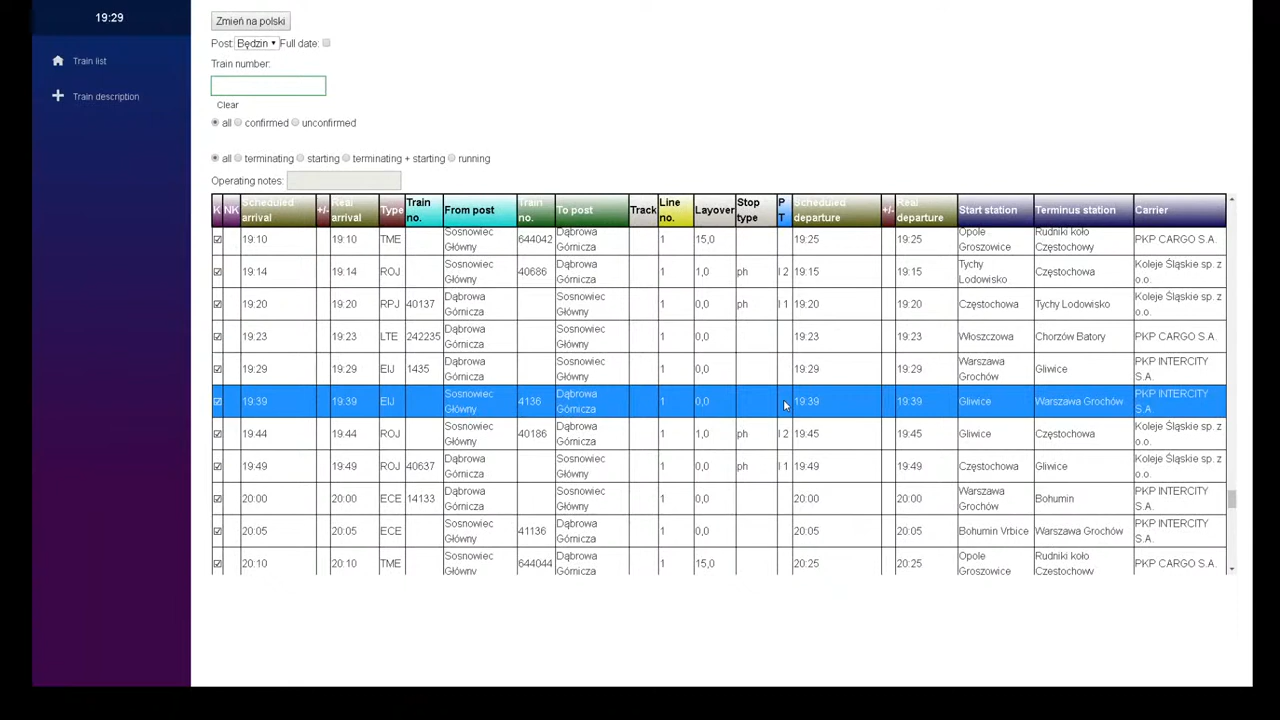 19:29
Train list
Train description
Zmień na polski
Post: Będzin Full date:
Train number:
Clear
all confirmed unconfirmed
all terminating starting terminating + starting running
Operating notes:
K NK Scheduled arrival +/- Real arrival Type Train no. From post Train no. To post Track Line no. Layover Stop type P T Scheduled departure +/- Real departure Start station Terminus station Carrier
19:10 19:10 TME Sosnowiec Główny 644042 Dąbrowa Górnicza 1 15,0 19:25 19:25 Opole Groszowice Rudniki koło Częstochowy PKP CARGO S.A.
19:14 19:14 ROJ Sosnowiec Główny 40686 Dąbrowa Górnicza 1 1,0 ph I 2 19:15 19:15 Tychy Lodowisko Częstochowa Koleje Śląskie sp. z o.o.
19:20 19:20 RPJ 40137 Dąbrowa Górnicza Sosnowiec Główny 1 0,0 ph I 1 19:20 19:20 Częstochowa Tychy Lodowisko Koleje Śląskie sp. z o.o.
19:23 19:23 LTE 242235 Dąbrowa Górnicza Sosnowiec Główny 1 0,0 19:23 19:23 Włoszczowa Chorzów Batory PKP CARGO S.A.
19:29 19:29 EIJ 1435 Dąbrowa Górnicza Sosnowiec Główny 1 0,0 19:29 19:29 Warszawa Grochów Gliwice PKP INTERCITY S.A.
19:39 19:39 EIJ Sosnowiec Główny 4136 Dąbrowa Górnicza 1 0,0 19:39 19:39 Gliwice Warszawa Grochów PKP INTERCITY S.A.
19:44 19:44 ROJ Sosnowiec Główny 40186 Dąbrowa Górnicza 1 1,0 ph I 2 19:45 19:45 Gliwice Częstochowa Koleje Śląskie sp. z o.o.
19:49 19:49 ROJ 40637 Dąbrowa Górnicza Sosnowiec Główny 1 0,0 ph I 1 19:49 19:49 Częstochowa Gliwice Koleje Śląskie sp. z o.o.
20:00 20:00 ECE 14133 Dąbrowa Górnicza Sosnowiec Główny 1 0,0 20:00 20:00 Warszawa Grochów Bohumin PKP INTERCITY S.A.
20:05 20:05 ECE Sosnowiec Główny 41136 Dąbrowa Górnicza 1 0,0 20:05 20:05 Bohumin Vrbice Warszawa Grochów PKP INTERCITY S.A.
20:10 20:10 TME Sosnowiec Główny 644044 Dąbrowa Górnicza 1 15,0 20:25 20:25 Opole Groszowice Rudniki koło Częstochowy PKP CARGO S.A.